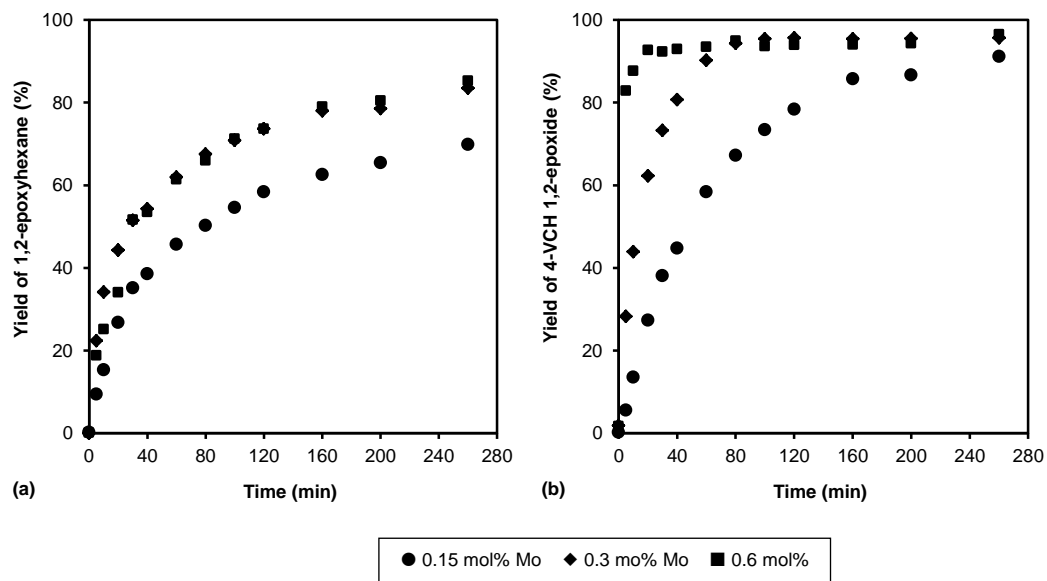 100
80
60
40
20
0
Yield of 1,2-epoxyhexane (%)
0 40 80 120 160 200 240 280
Time (min)
(a)
100
80
60
40
20
0
Yield of 4-VCH 1,2-epoxide (%)
0 40 80 120 160 200 240 280
Time (min)
(b)
0.15 mol% Mo 0.3 mo% Mo 0.6 mol%